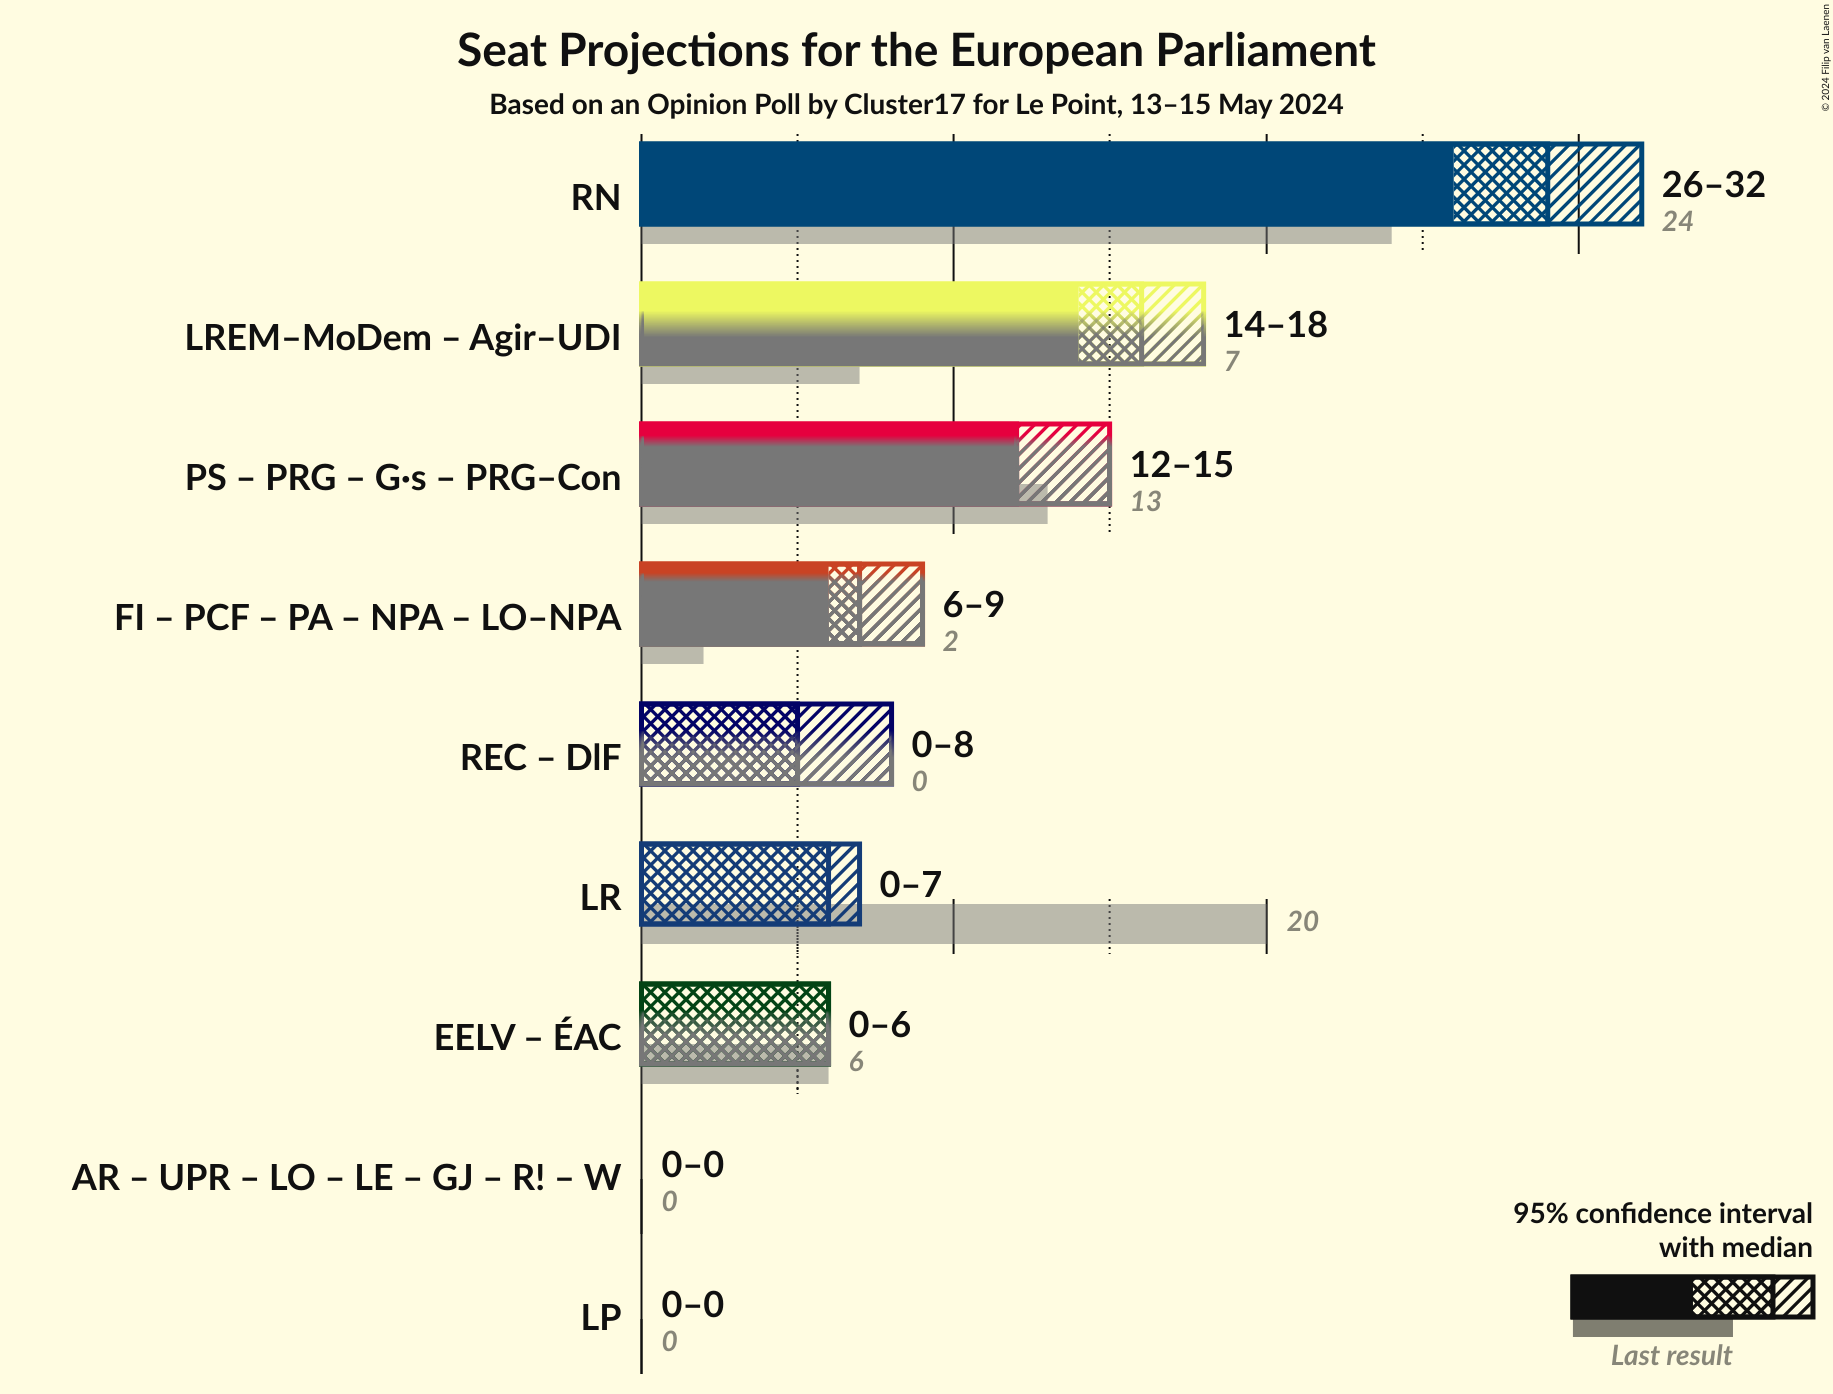 Seat Projections for the European Parliament
Based on an Opinion Poll by Cluster17 for Le Point, 13–15 May 2024
© 2024 Filip van Laenen
RN
26–32
24
LREM–MoDem – Agir–UDI
14–18
7
PS – PRG – G·s – PRG–Con
12–15
13
FI – PCF – PA – NPA – LO–NPA
6–9
2
REC – DlF
0–8
0
LR
0–7
20
EELV – ÉAC
0–6
6
AR – UPR – LO – LE – GJ – R! – W
0–0
0
LP
0–0
0
95% confidence interval
with median
Last result